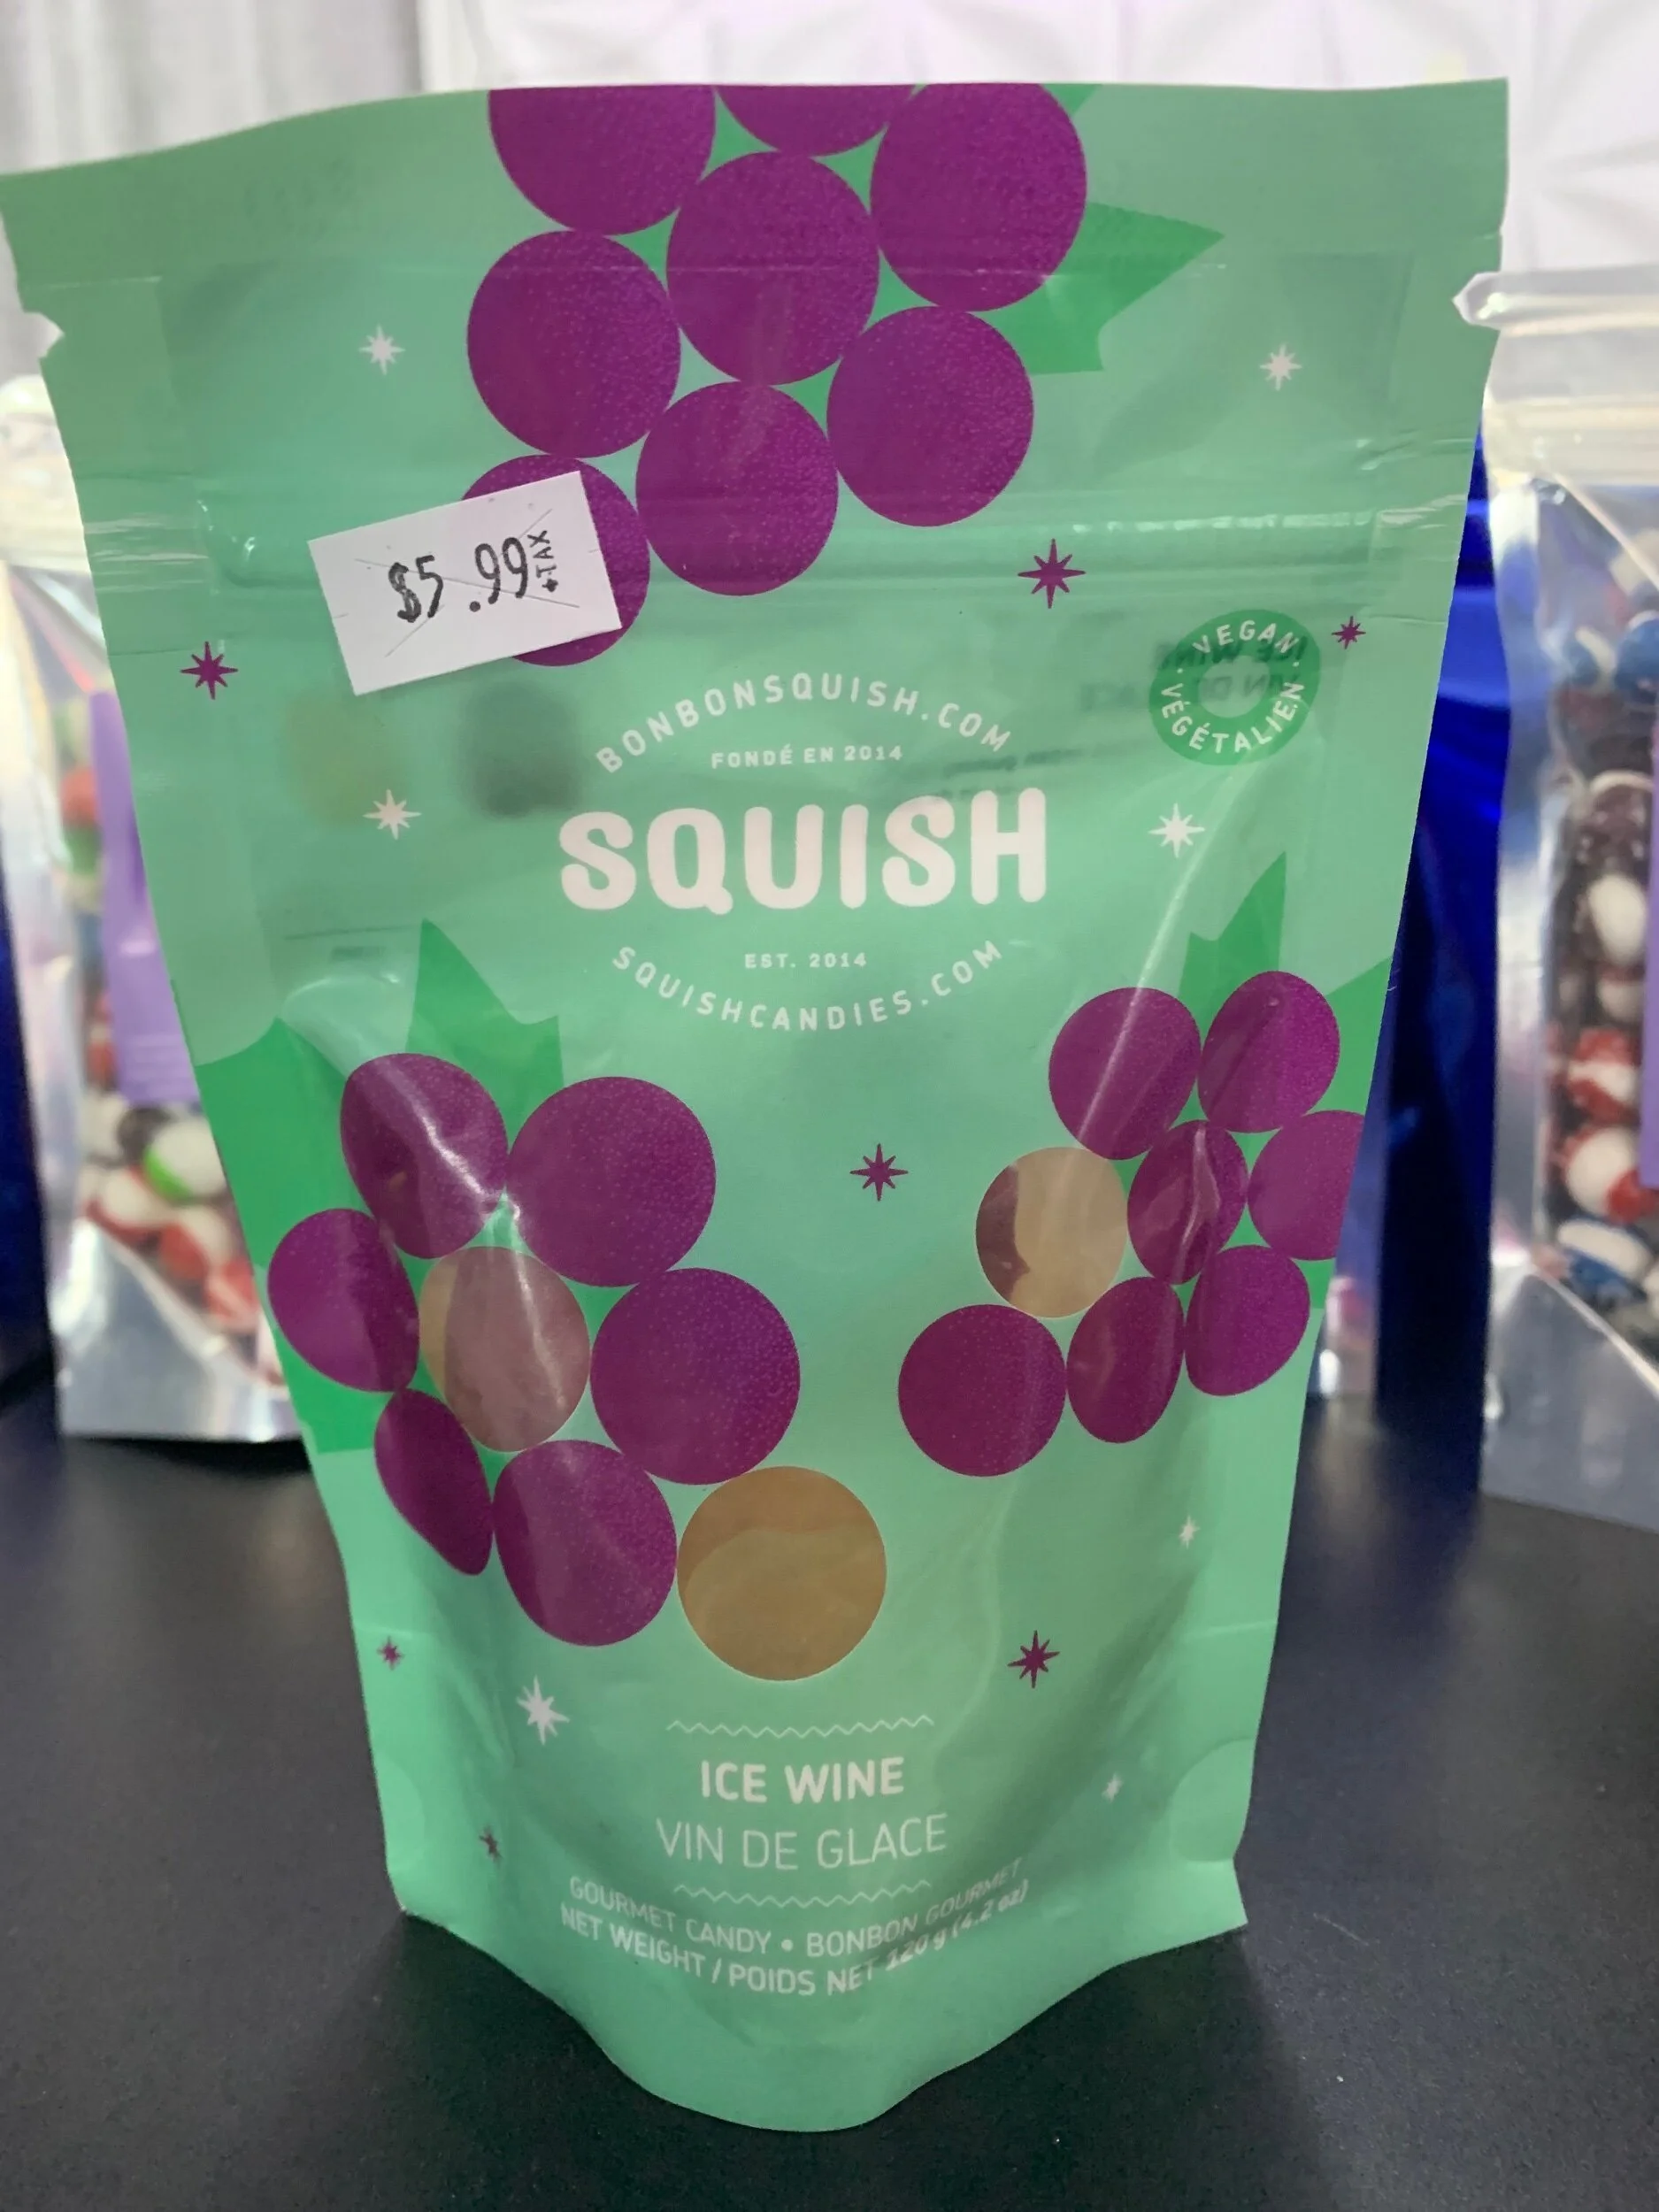 $5.99 +TAX
VEGAN · VÉGÉTALIEN ·
BONBONSQUISH.COM
FONDÉ EN 2014
SQUISH
EST. 2014
SQUISHCANDIES.COM
ICE WINE
VIN DE GLACE
GOURMET CANDY • BONBON GOURMET
NET WEIGHT / POIDS NET 120 g (4.2 oz)